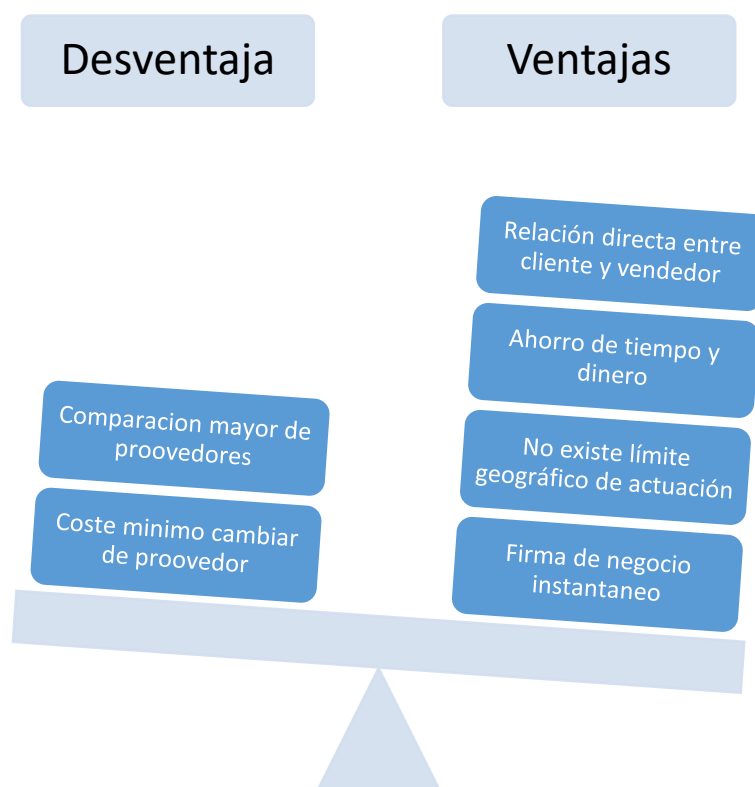 Desventaja
Ventajas
Relación directa entre
cliente y vendedor
Ahorro de tiempo y
dinero
No existe límite
geográfico de actuación
Firma de negocio
instantaneo
Comparacion mayor de
proovedores
Coste minimo cambiar
de proovedor